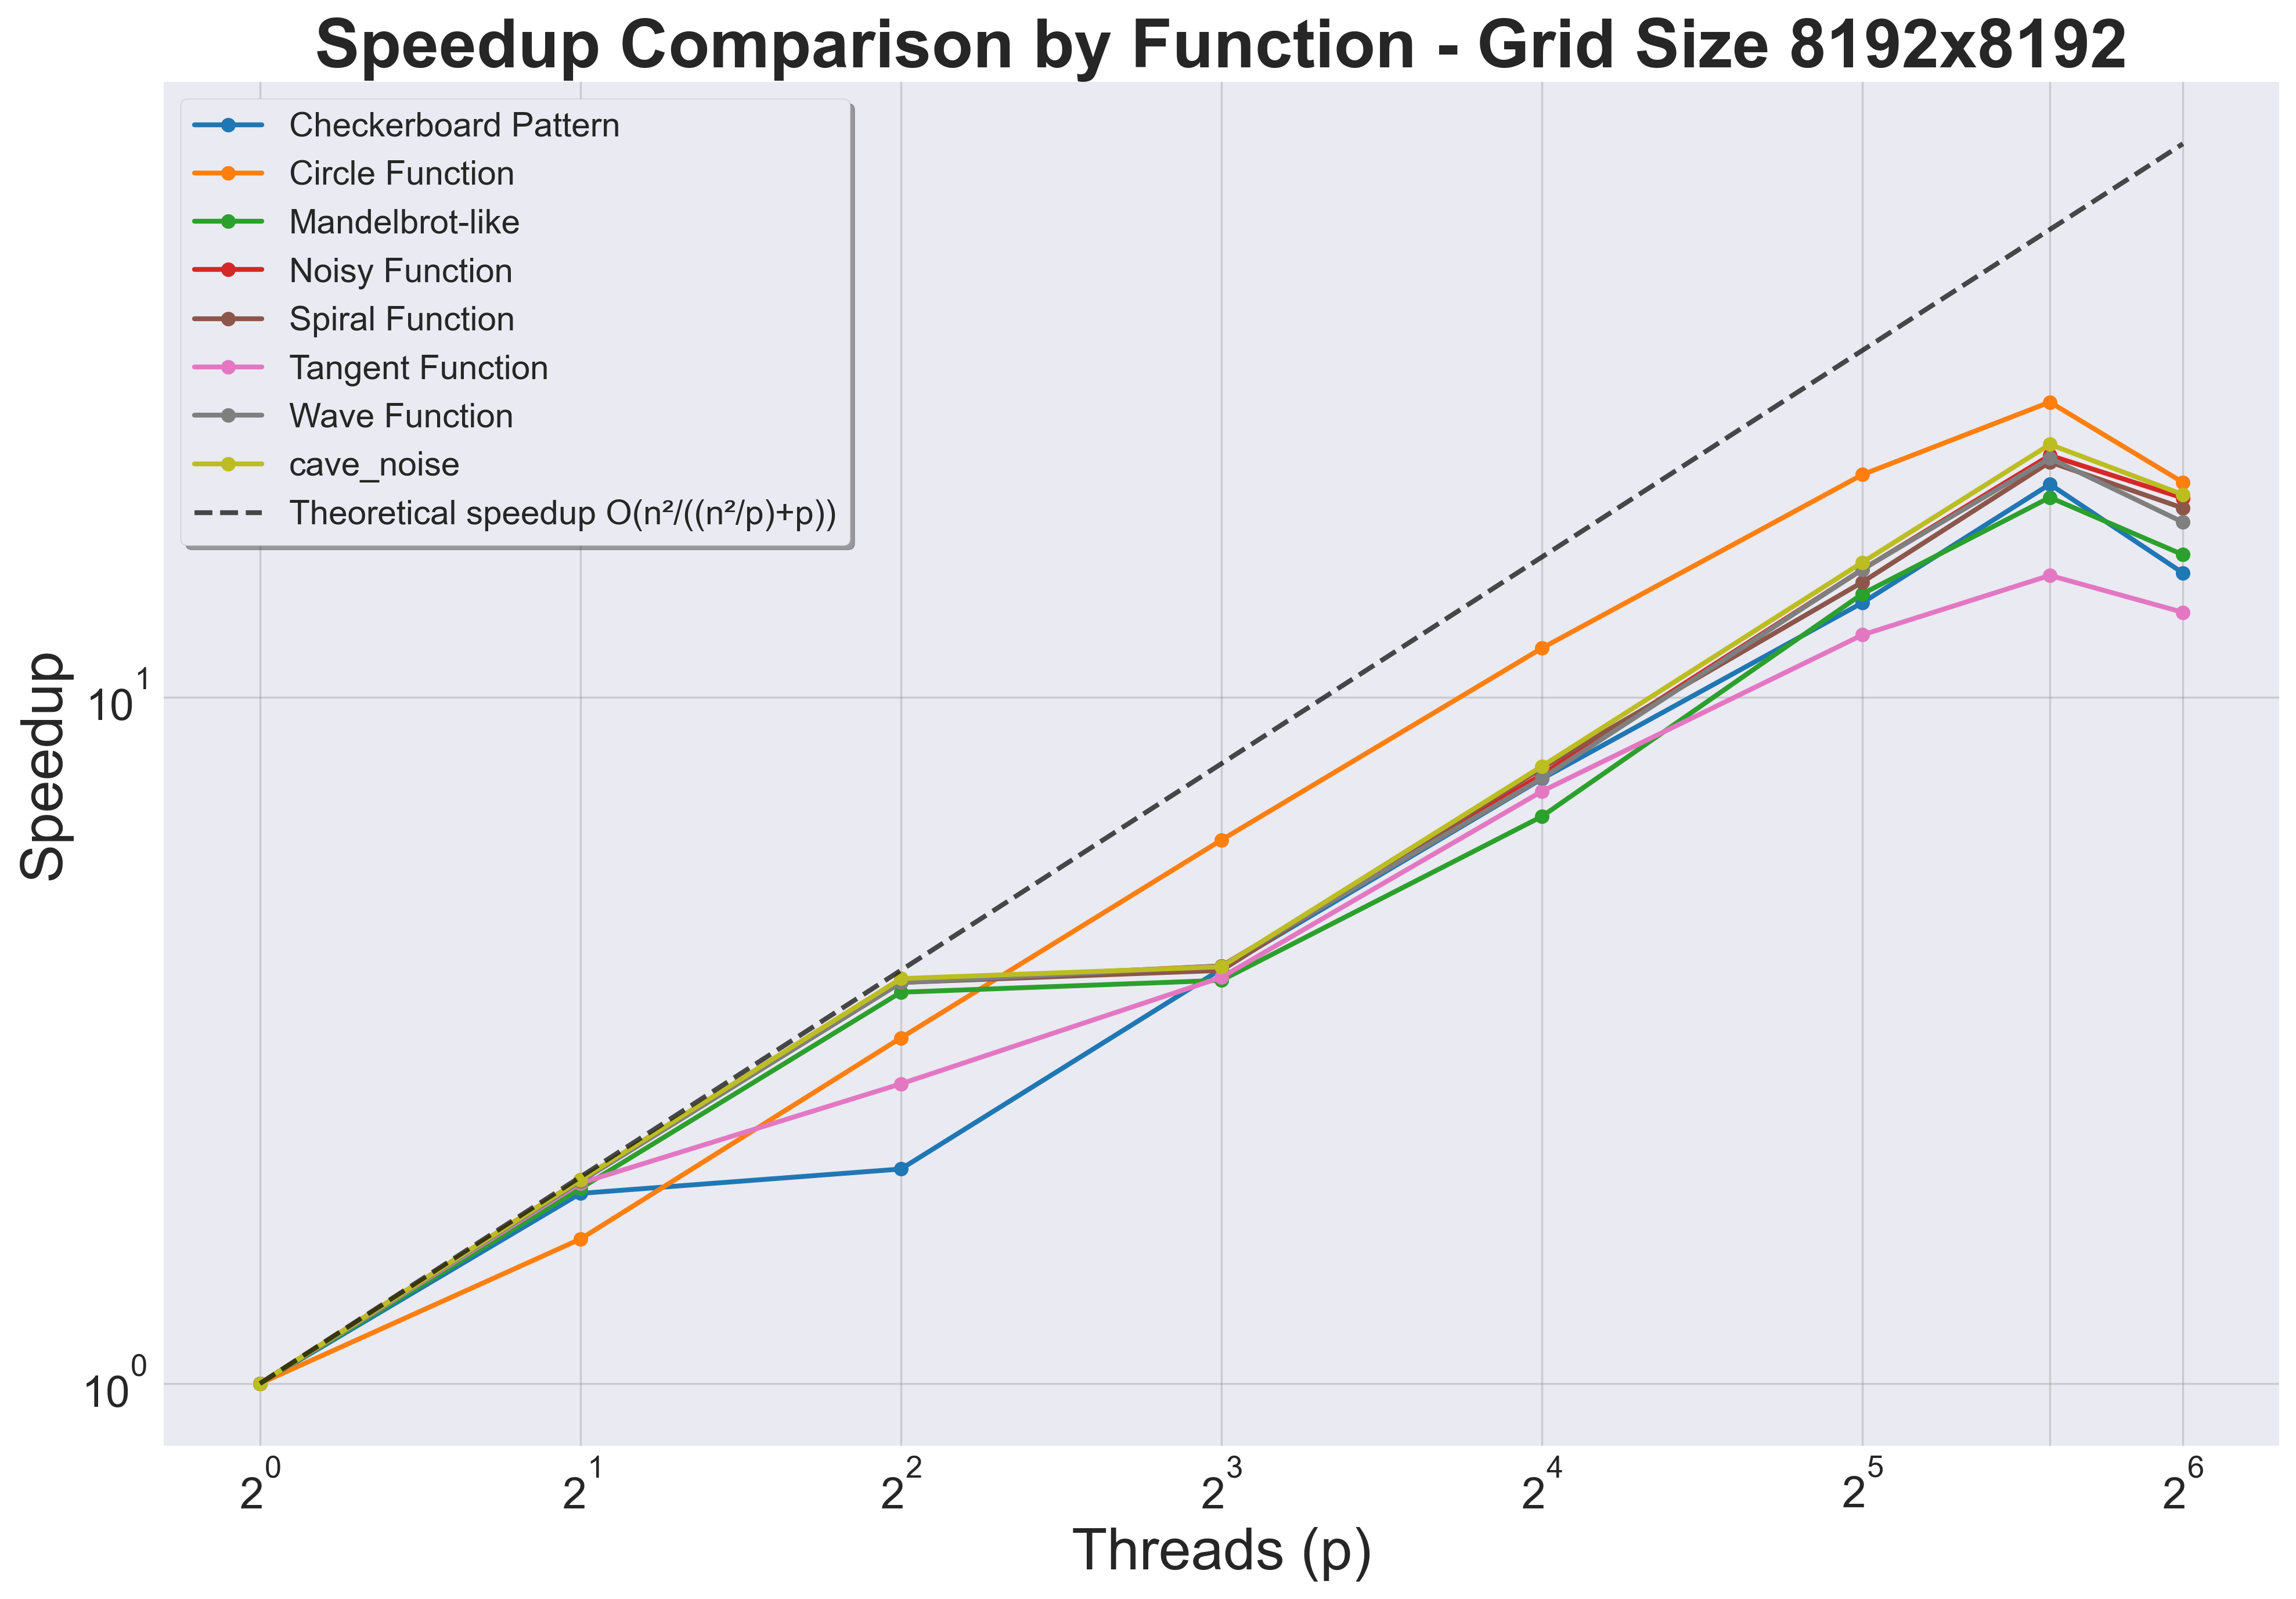 Speedup Comparison by Function - Grid Size 8192x8192
Checkerboard Pattern
Circle Function
Mandelbrot-like
Noisy Function
Spiral Function
Tangent Function
Wave Function
cave_noise
Theoretical speedup O(n²/((n²/p)+p))
Speedup
10¹
10⁰
2⁰ 2¹ 2² 2³ 2⁴ 2⁵ 2⁶
Threads (p)